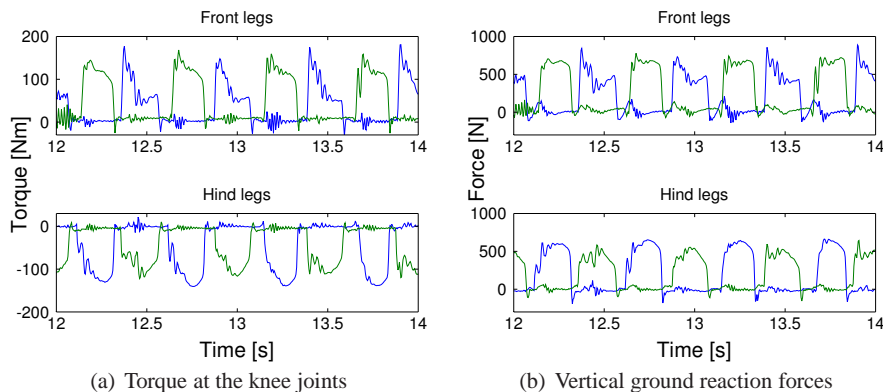 Front legs
200
100
0
12 12.5 13 13.5 14
Torque [Nm]
Hind legs
0
-100
-200
12 12.5 13 13.5 14
Time [s]
(a) Torque at the knee joints
Front legs
1000
500
0
12 12.5 13 13.5 14
Force [N]
Hind legs
1000
500
0
12 12.5 13 13.5 14
Time [s]
(b) Vertical ground reaction forces